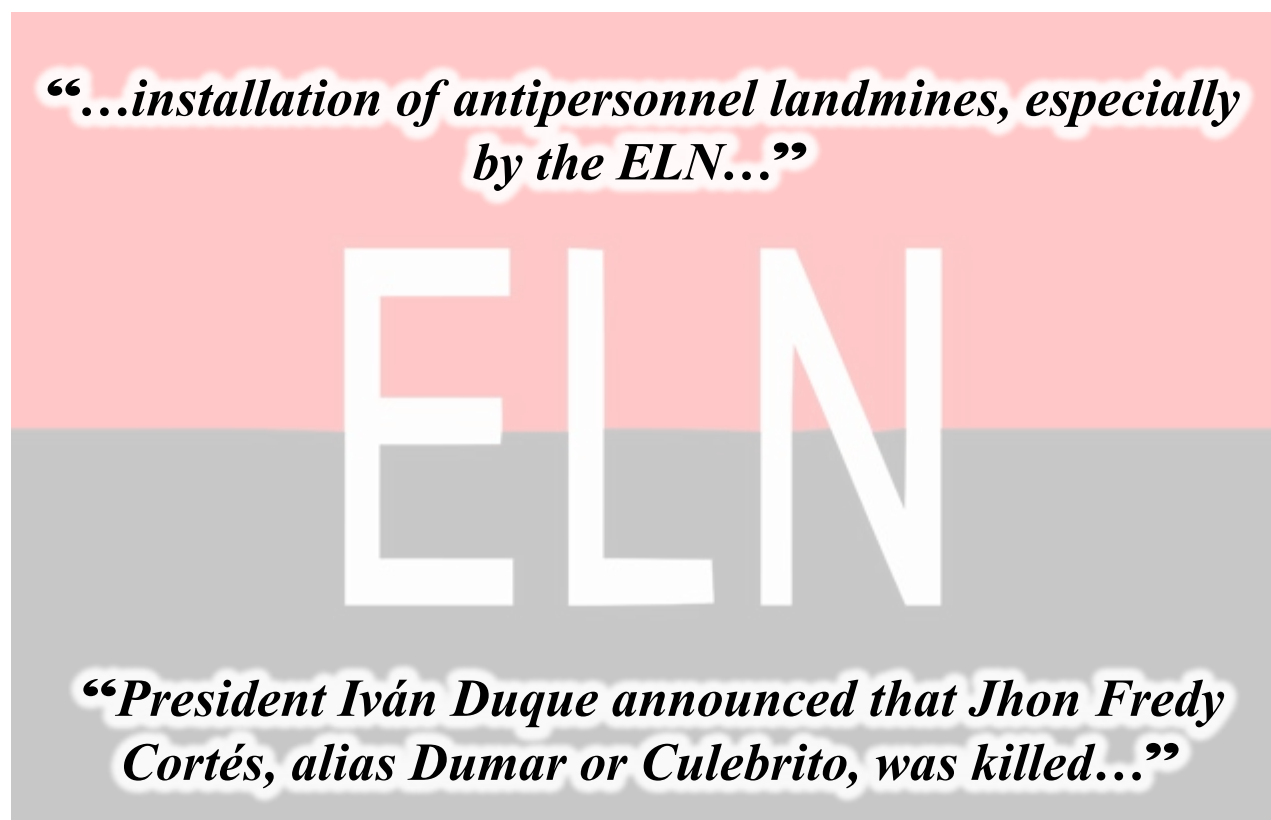 “…installation of antipersonnel landmines, especially
by the ELN…”
ELN
“President Iván Duque announced that Jhon Fredy
Cortés, alias Dumar or Culebrito, was killed…”